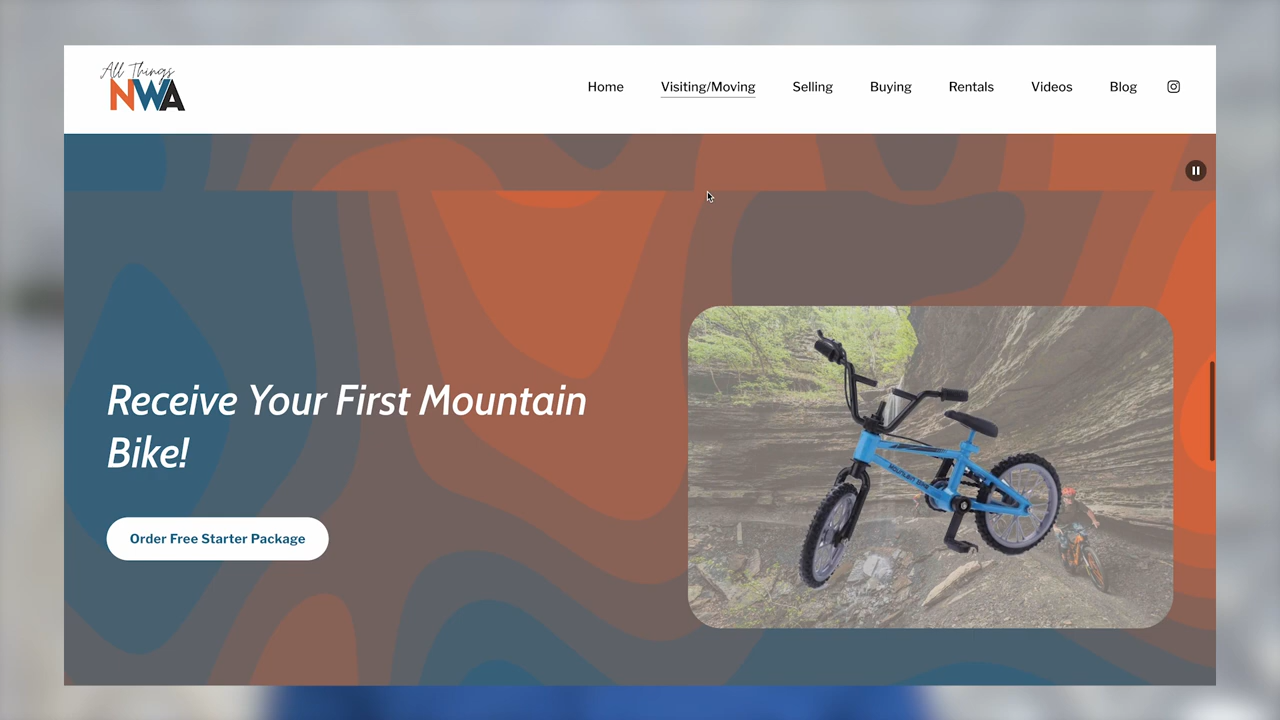 All Things
NWA
Home Visiting/Moving Selling Buying Rentals Videos Blog
Receive Your First Mountain
Bike!
Order Free Starter Package